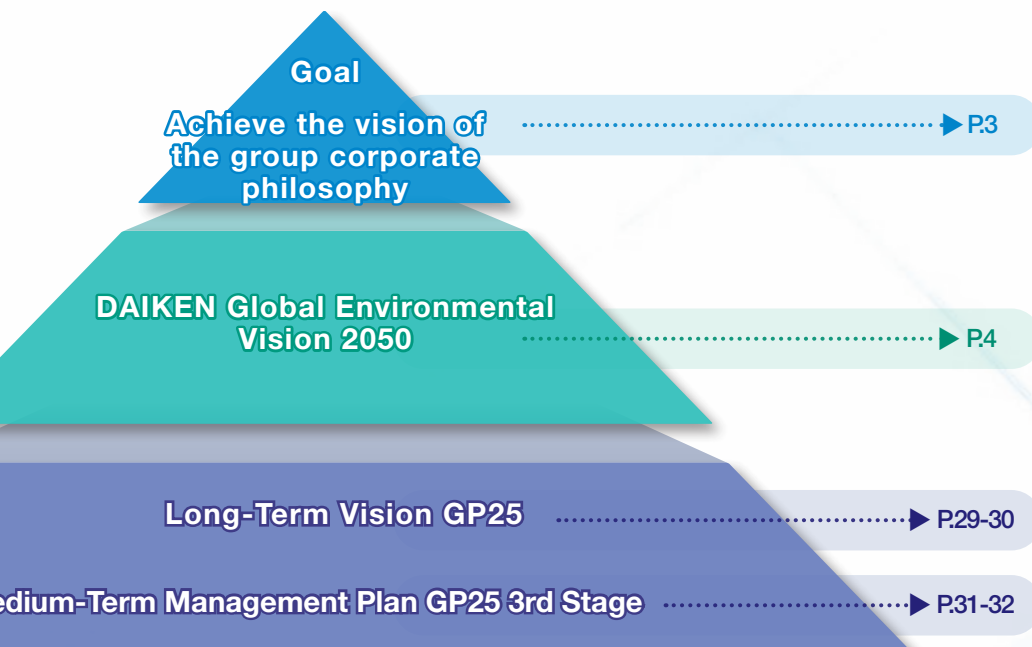 Goal
Achieve the vision of
the group corporate
philosophy
P.3
DAIKEN Global Environmental
Vision 2050
P.4
Long-Term Vision GP25
P.29-30
edium-Term Management Plan GP25 3rd Stage
P.31-32